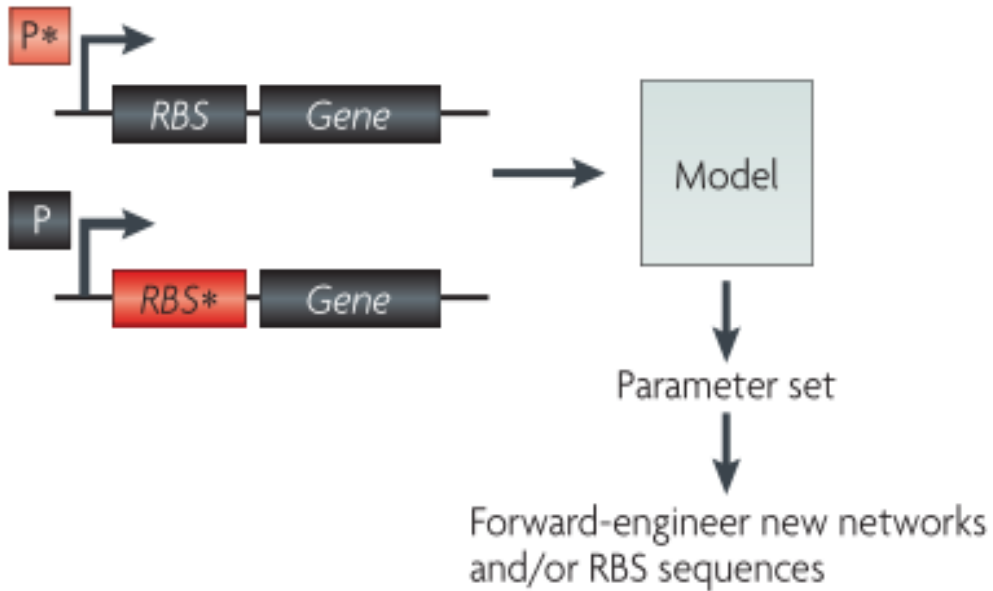 P*
RBS Gene
P
RBS* Gene
Model
Parameter set
Forward-engineer new networks
and/or RBS sequences